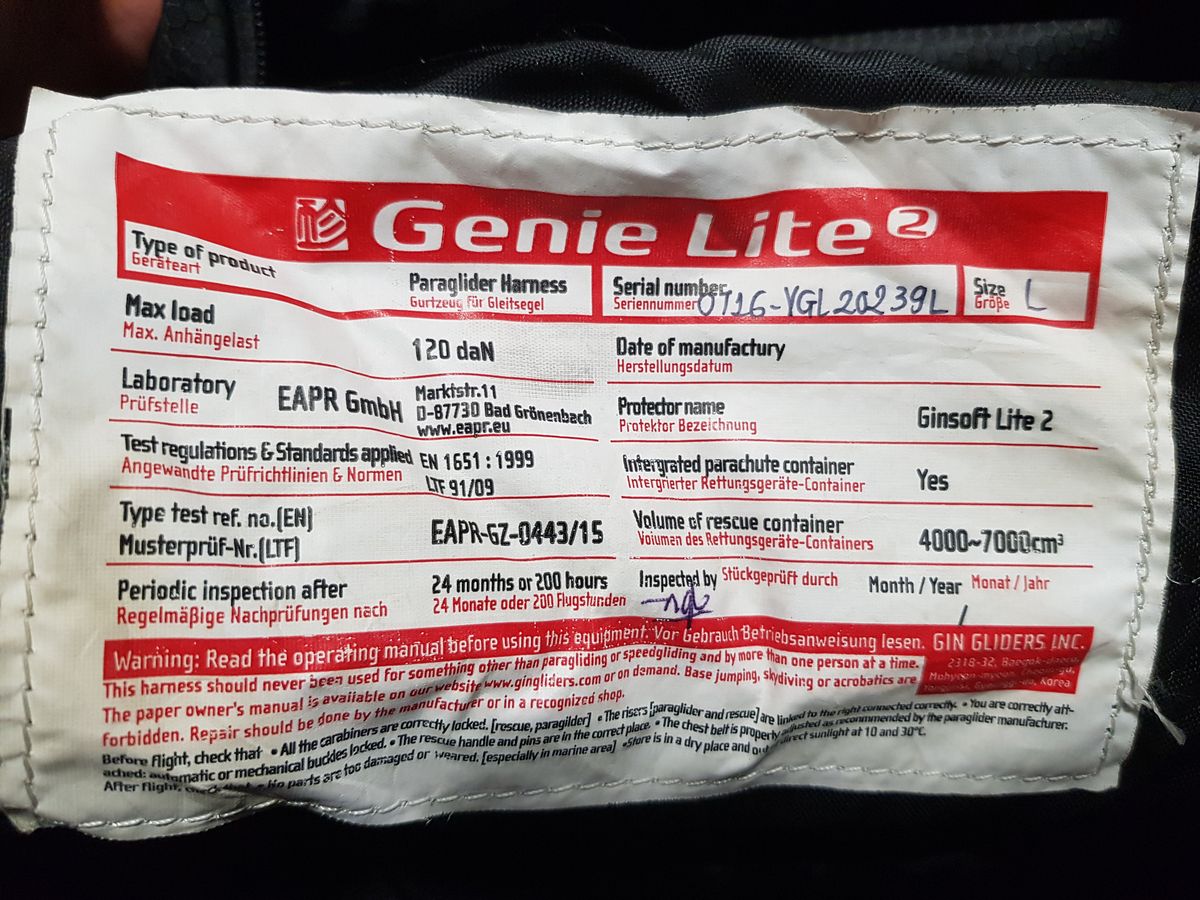 Genie Lite 2
Type of product
Geräteart
Paraglider Harness
Gurtzeug für Gleitsegel
Serial number
Seriennummer 0716-YGL20239L
Size
Größe
L
Max load
Max. Anhängelast
120 daN
Date of manufactury
Herstellungsdatum
Laboratory
Prüfstelle
EAPR GmbH
Marktstr.11
D-87730 Bad Grönenbach
www.eapr.eu
Protector name
Protektor Bezeichnung
Ginsoft Lite 2
Test regulations & Standards applied
Angewandte Prüfrichtlinien & Normen
EN 1651 : 1999
LTF 91/09
Intergrated parachute container
Intergrierter Rettungsgeräte-Container
Yes
Type test ref. no.(EN)
Musterprüf-Nr.(LTF)
EAPR-GZ-0443/15
Volume of rescue container
Volumen des Rettungsgeräte-Containers
4000~7000cm³
Periodic inspection after
Regelmäßige Nachprüfungen nach
24 months or 200 hours
24 Monate oder 200 Flugstunden
Inspected by Stückgeprüft durch
Month / Year Monat / Jahr
/
Warning: Read the operating manual before using this equipment. Vor Gebrauch Betriebsanweisung lesen.
GIN GLIDERS INC.
2318-32, Korea
This harness should never been used for something other than paragliding or speedgliding and by more than one person at a time.
The paper owner's manual is available on our website www.gingliders.com or on demand. Base jumping, skydiving or acrobatics are
forbidden. Repair should be done by the manufacturer or in a recognized shop.
Before flight, check that • All the carabiners are correctly locked. [rescue, paragilder] • The risers [paraglider and rescue] are linked to the right connected correctly. • You are correctly att-
ached: automatic or mechanical buckles locked. • The rescue handle and pins are in the correct place. • The chest belt is properly adjusted as recommended by the paraglider manufacturer.
After flight, • No parts are too damaged or weared. [especially in marine area] • Store is in a dry place and direct sunlight at 10 and 30°C.